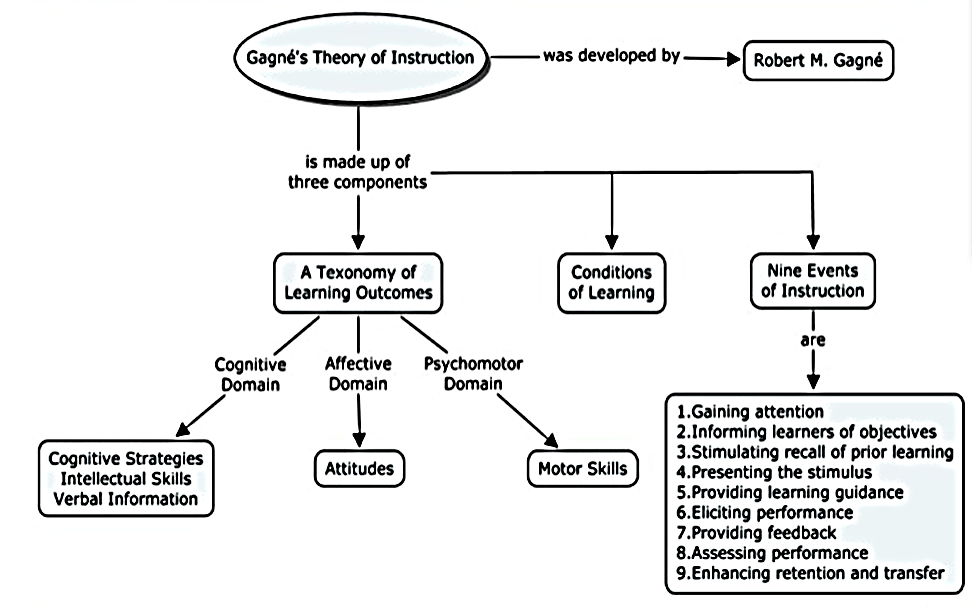 Gagné's Theory of Instruction
was developed by
Robert M. Gagné
is made up of
three components
A Texonomy of
Learning Outcomes
Conditions
of Learning
Nine Events
of Instruction
Cognitive
Domain
Affective
Domain
Psychomotor
Domain
are
Cognitive Strategies
Intellectual Skills
Verbal Information
Attitudes
Motor Skills
1.Gaining attention
2.Informing learners of objectives
3.Stimulating recall of prior learning
4.Presenting the stimulus
5.Providing learning guidance
6.Eliciting performance
7.Providing feedback
8.Assessing performance
9.Enhancing retention and transfer